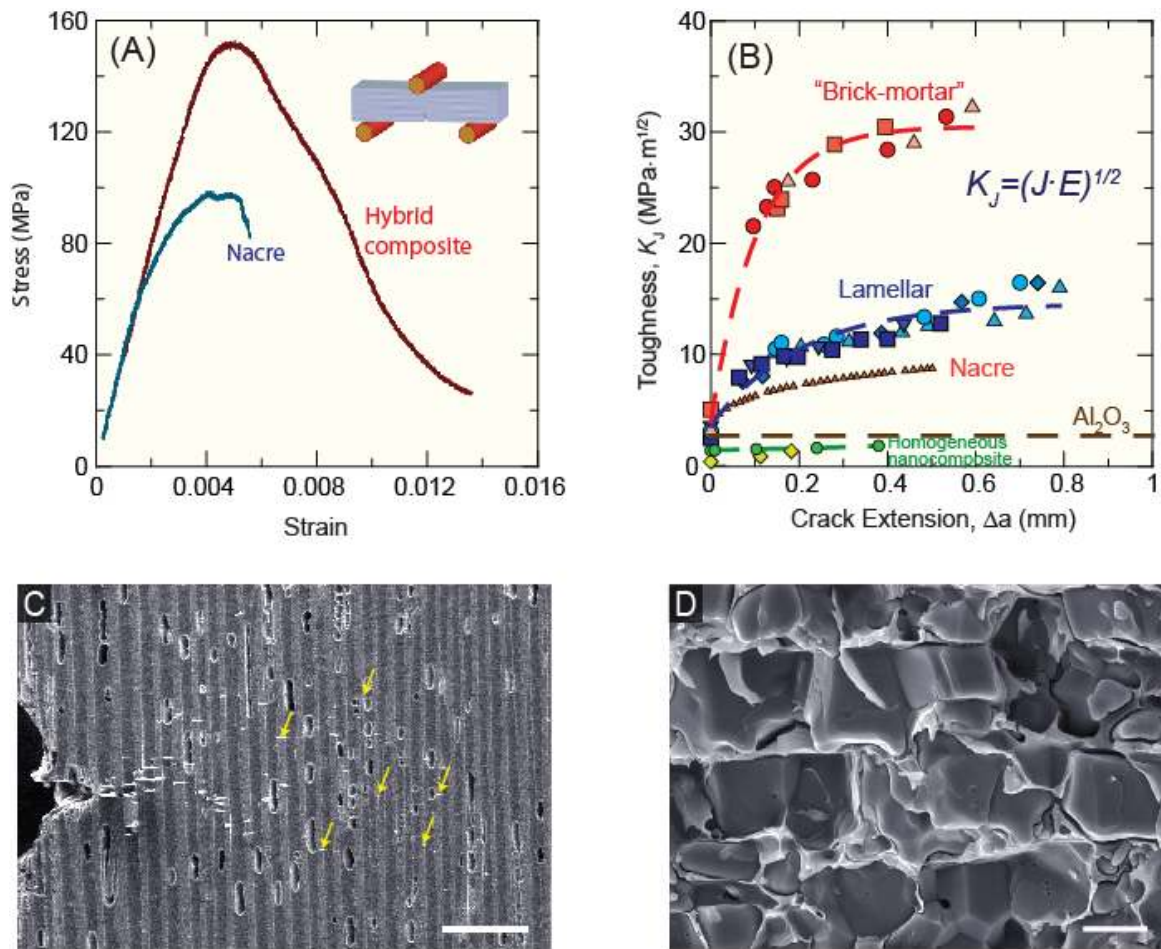 (A)
160
120
80
40
0
Stress (MPa)
Hybrid
composite
Nacre
0 0.004 0.008 0.012 0.016
Strain
(B)
40
30
20
10
0
Toughness, K_J (MPa·m^1/2)
"Brick-mortar"
K_J=(J·E)^1/2
Lamellar
Nacre
Al₂O₃
Homogeneous
nanocomposite
0 0.2 0.4 0.6 0.8 1
Crack Extension, Δa (mm)
C
D